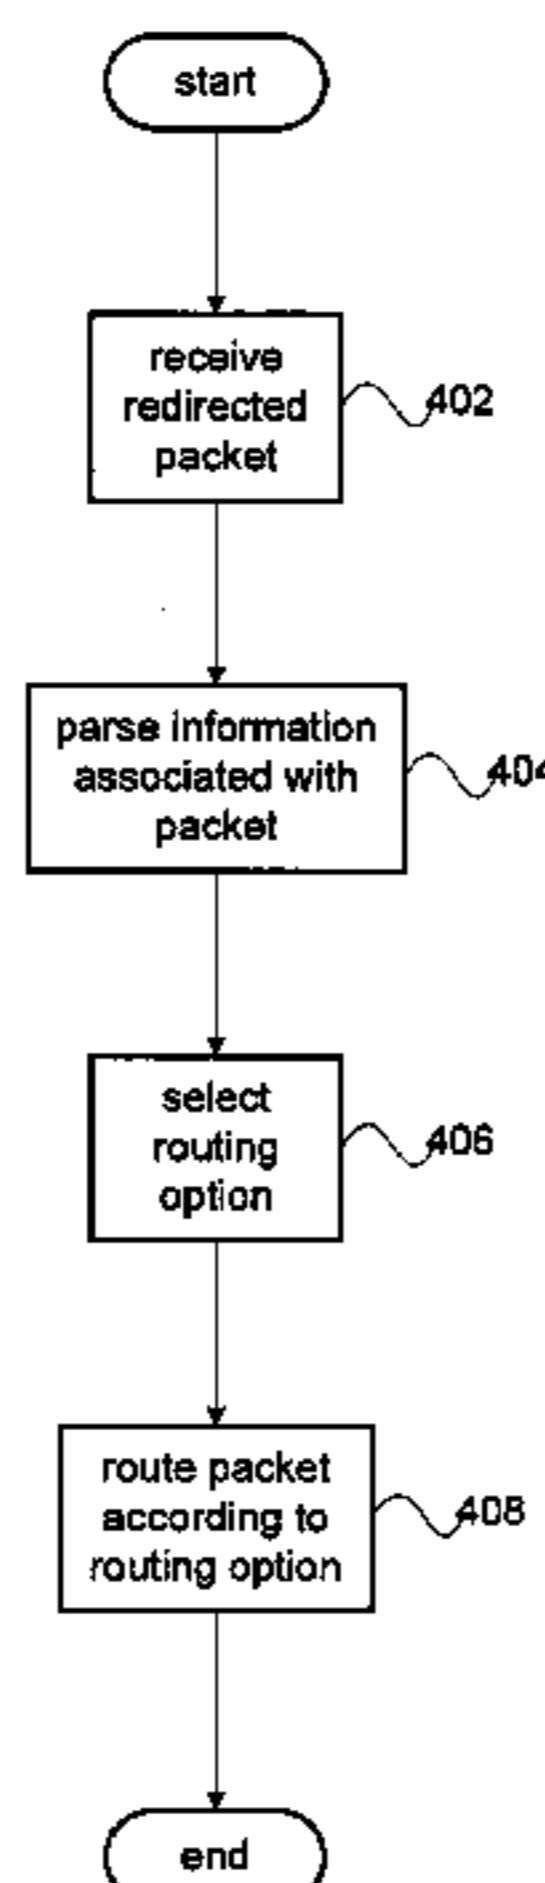 start
receive
redirected
packet
402
parse information
associated with
packet
404
select
routing
option
406
route packet
according to
routing option
408
end